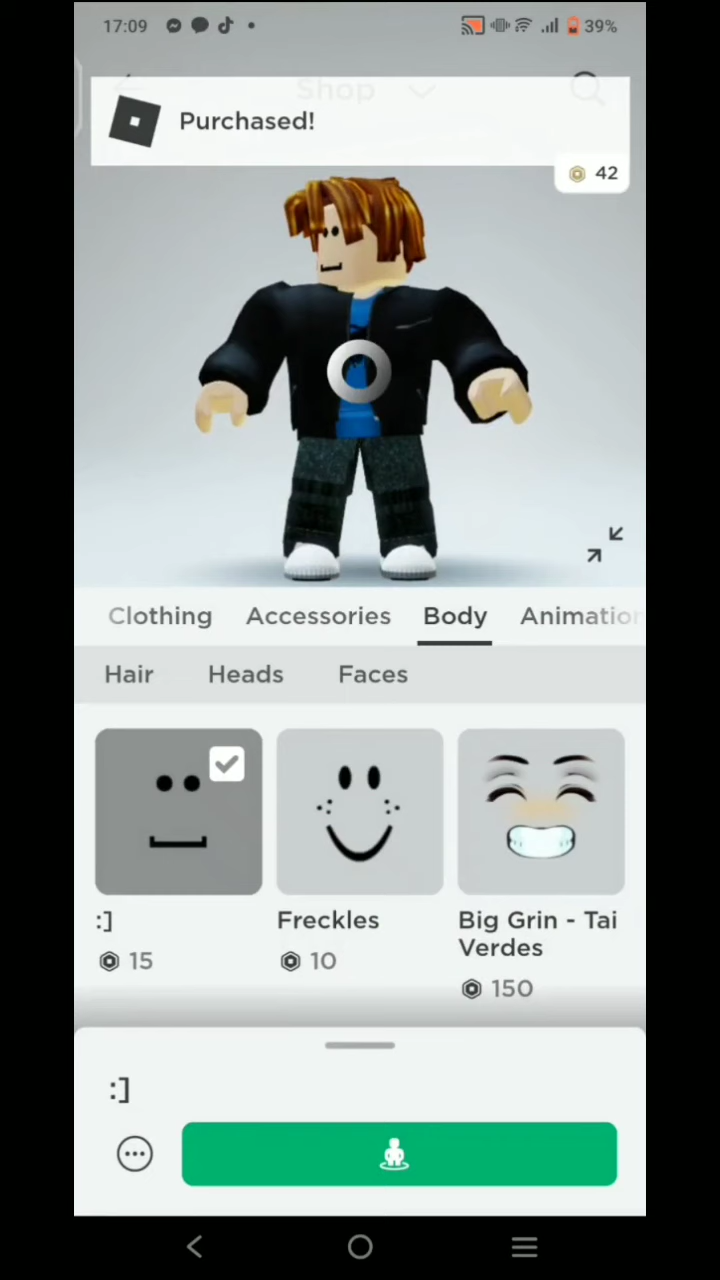 17:09
39%
Shop
Purchased!
42
Clothing Accessories Body Animation
Hair Heads Faces
:]
15
Freckles
10
Big Grin - Tai
Verdes
150
:]